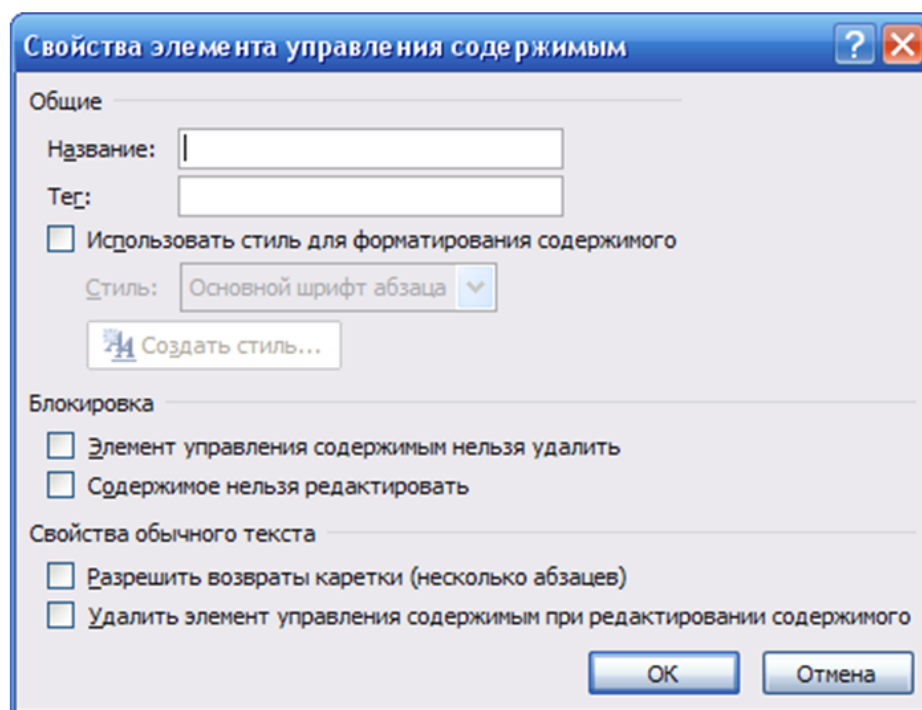 Свойства элемента управления содержимым
Общие
Название:
Тег:
Использовать стиль для форматирования содержимого
Стиль: Основной шрифт абзаца
Создать стиль...
Блокировка
Элемент управления содержимым нельзя удалить
Содержимое нельзя редактировать
Свойства обычного текста
Разрешить возвраты каретки (несколько абзацев)
Удалить элемент управления содержимым при редактировании содержимого
ОК Отмена